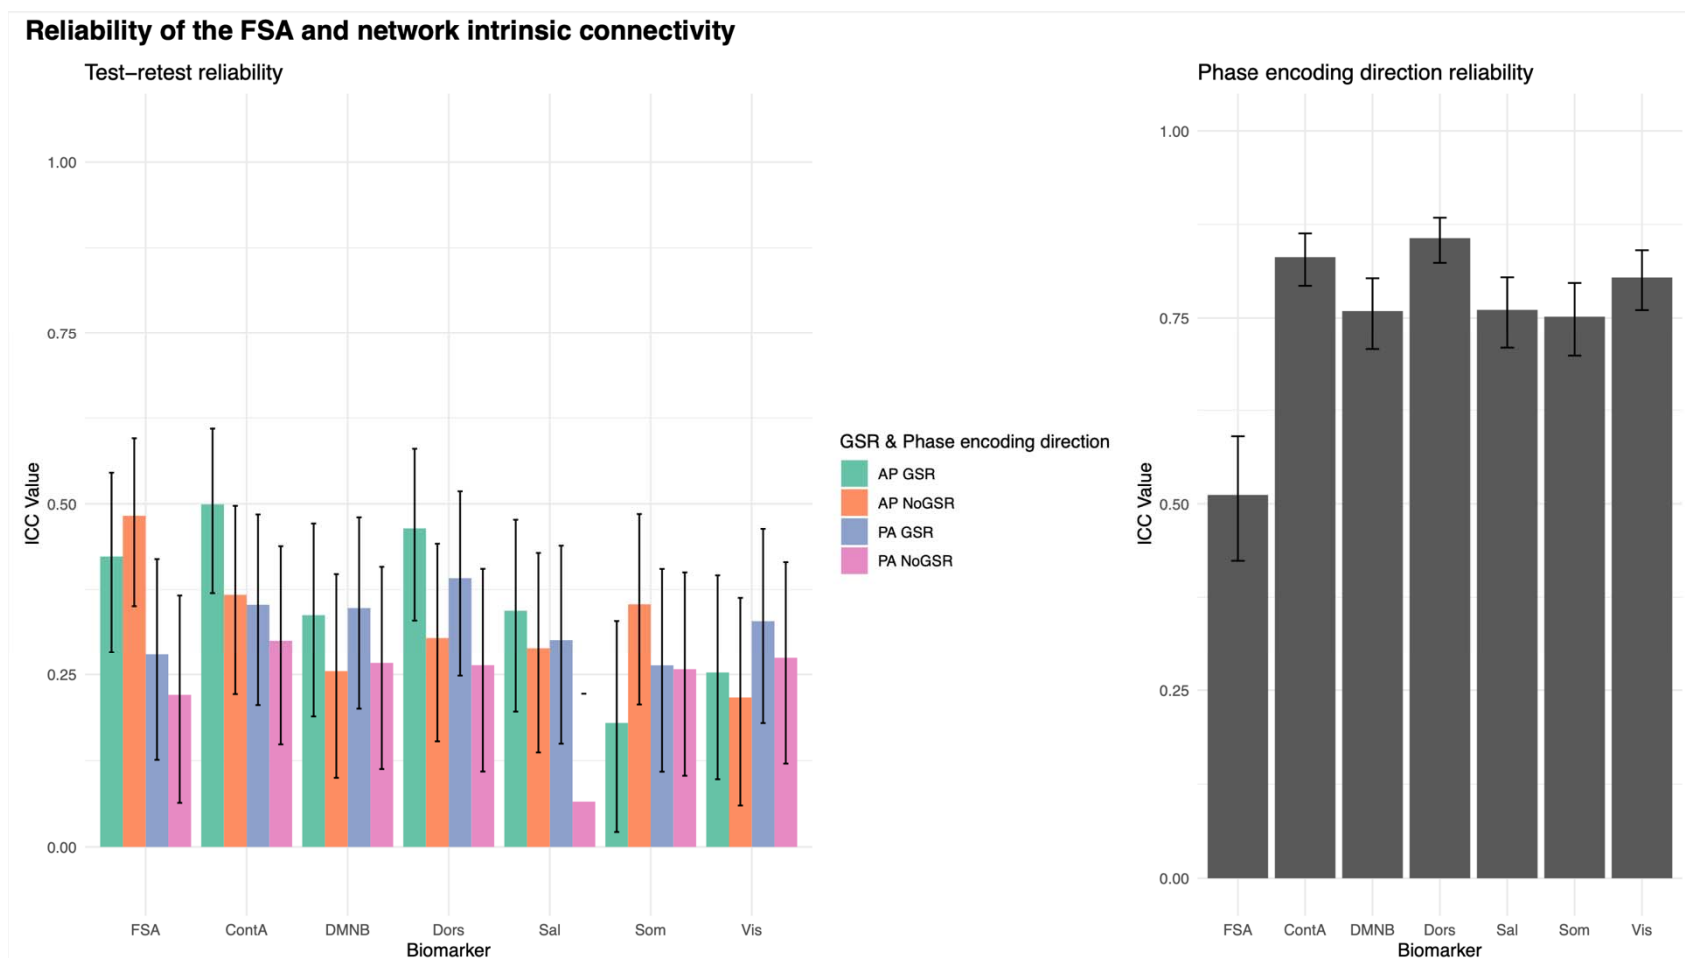 Reliability of the FSA and network intrinsic connectivity
Test−retest reliability
ICC Value
1.00
0.75
0.50
0.25
0.00
FSA ContA DMNB Dors Sal Som Vis
Biomarker
GSR & Phase encoding direction
AP GSR
AP NoGSR
PA GSR
PA NoGSR
Phase encoding direction reliability
ICC Value
1.00
0.75
0.50
0.25
0.00
FSA ContA DMNB Dors Sal Som Vis
Biomarker